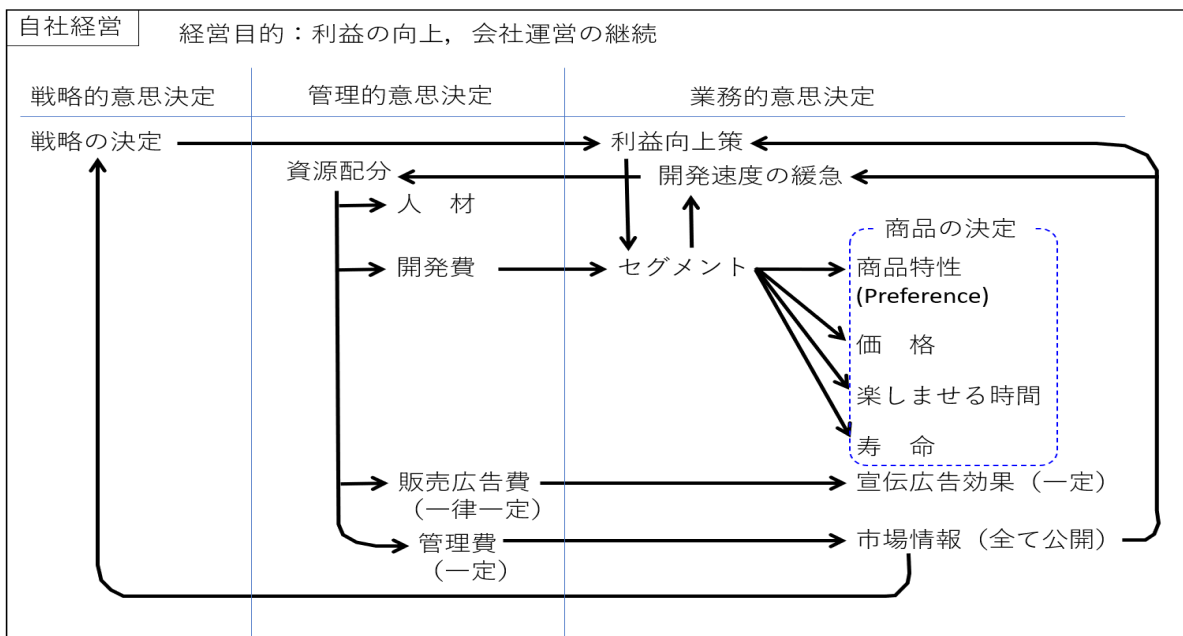 自社経営
経営目的：利益の向上，会社運営の継続
戦略的意思決定
管理的意思決定
業務的意思決定
戦略の決定
利益向上策
資源配分
開発速度の緩急
人　材
商品の決定
開発費
セグメント
商品特性
(Preference)
価　格
楽しませる時間
寿　命
販売広告費
（一律一定）
宣伝広告効果（一定）
管理費
（一定）
市場情報（全て公開）